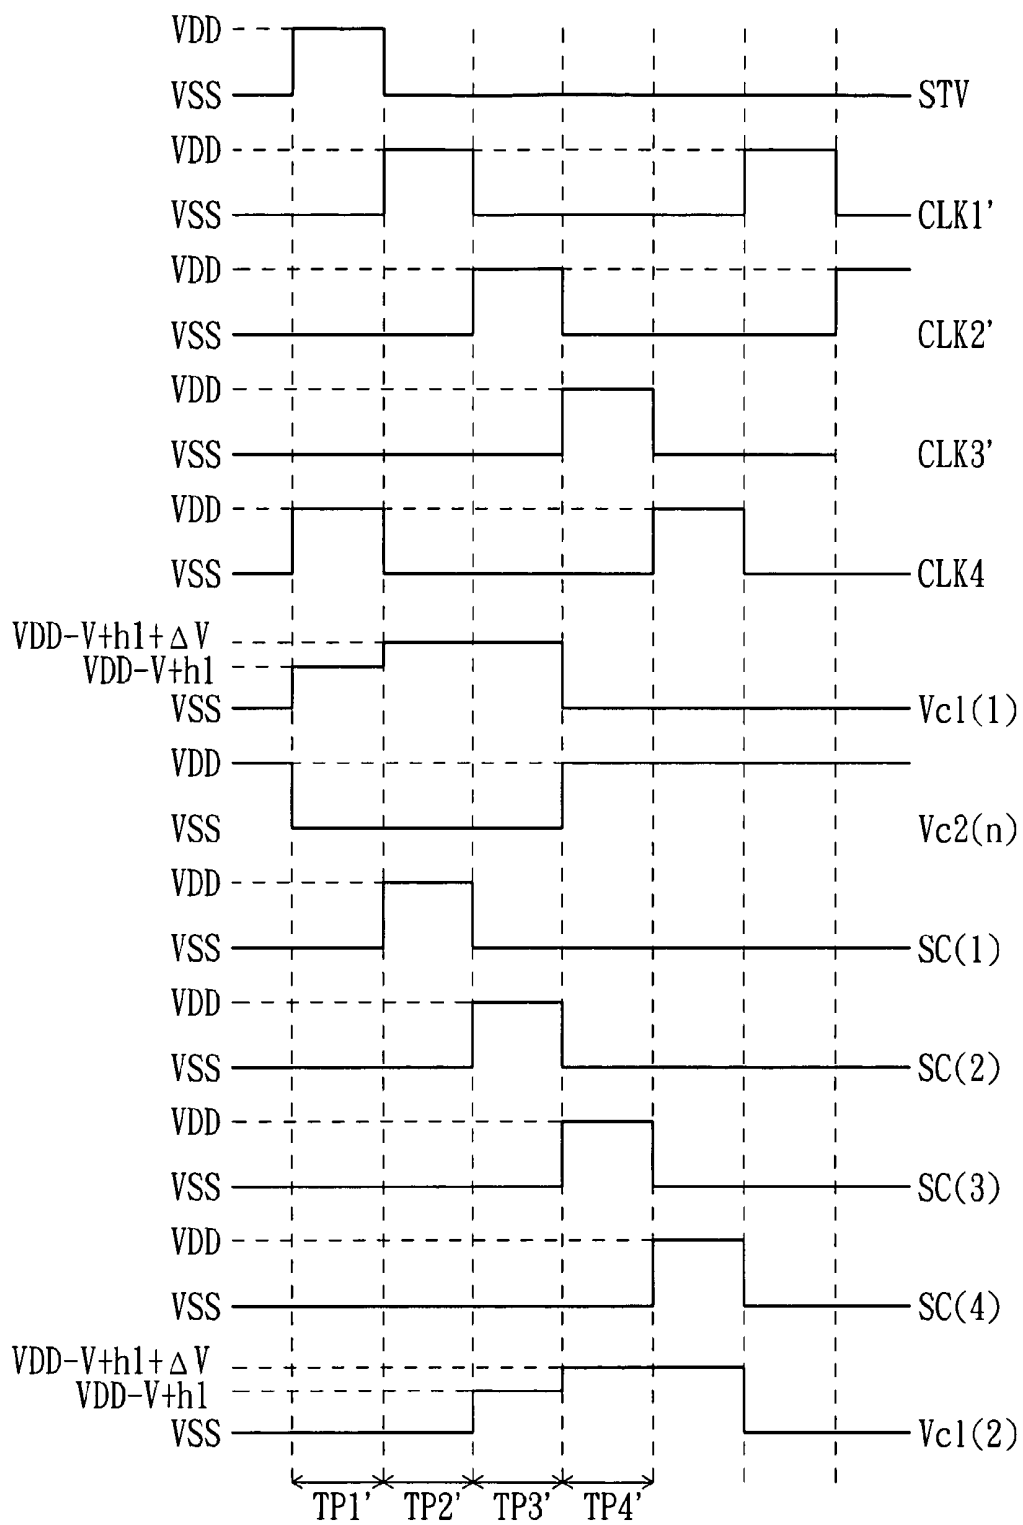 VDD
VSS
STV
VDD
VSS
CLK1'
VDD
VSS
CLK2'
VDD
VSS
CLK3'
VDD
VSS
CLK4
VDD-V+h1+ΔV
VDD-V+h1
VSS
Vc1(1)
VDD
VSS
Vc2(n)
VDD
VSS
SC(1)
VDD
VSS
SC(2)
VDD
VSS
SC(3)
VDD
VSS
SC(4)
VDD-V+h1+ΔV
VDD-V+h1
VSS
Vc1(2)
TP1' TP2' TP3' TP4'